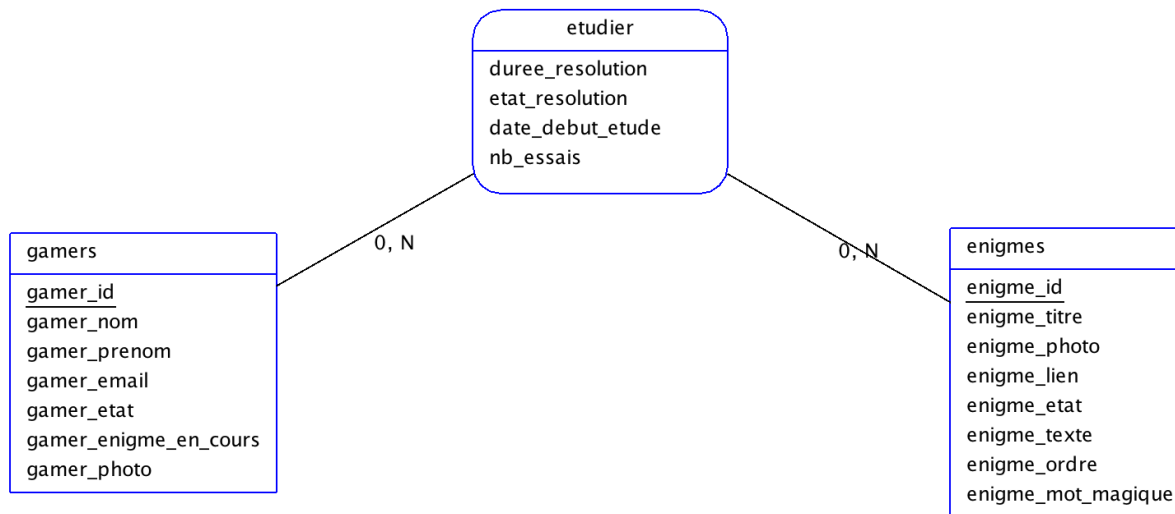 etudier
duree_resolution
etat_resolution
date_debut_etude
nb_essais
0, N
0, N
gamers
gamer_id
gamer_nom
gamer_prenom
gamer_email
gamer_etat
gamer_enigme_en_cours
gamer_photo
enigmes
enigme_id
enigme_titre
enigme_photo
enigme_lien
enigme_etat
enigme_texte
enigme_ordre
enigme_mot_magique